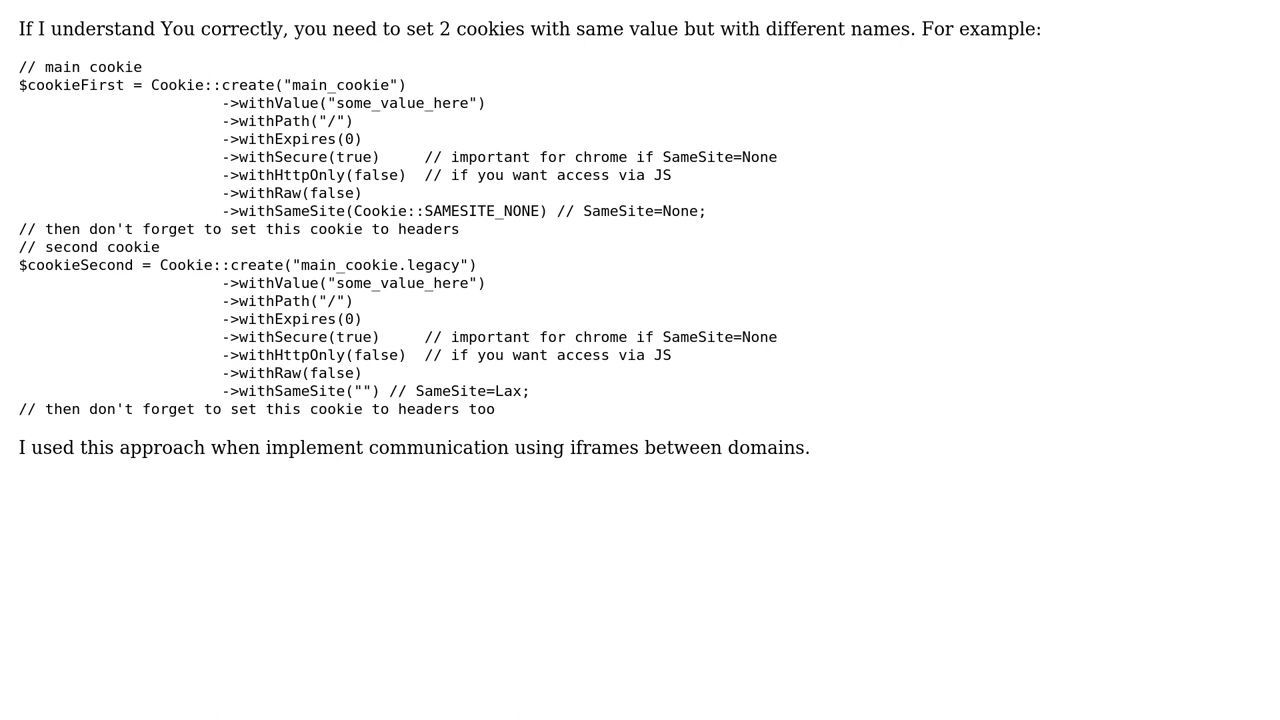 If I understand You correctly, you need to set 2 cookies with same value but with different names. For example:
// main cookie
$cookieFirst = Cookie::create("main_cookie")
                       ->withValue("some_value_here")
                       ->withPath("/")
                       ->withExpires(0)
                       ->withSecure(true)     // important for chrome if SameSite=None
                       ->withHttpOnly(false)  // if you want access via JS
                       ->withRaw(false)
                       ->withSameSite(Cookie::SAMESITE_NONE) // SameSite=None;
// then don't forget to set this cookie to headers
// second cookie
$cookieSecond = Cookie::create("main_cookie.legacy")
                       ->withValue("some_value_here")
                       ->withPath("/")
                       ->withExpires(0)
                       ->withSecure(true)     // important for chrome if SameSite=None
                       ->withHttpOnly(false)  // if you want access via JS
                       ->withRaw(false)
                       ->withSameSite("") // SameSite=Lax;
// then don't forget to set this cookie to headers too
I used this approach when implement communication using iframes between domains.